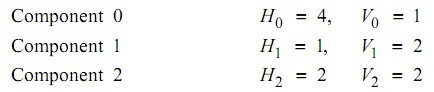 Component 0 H₀ = 4, V₀ = 1
Component 1 H₁ = 1, V₁ = 2
Component 2 H₂ = 2 V₂ = 2